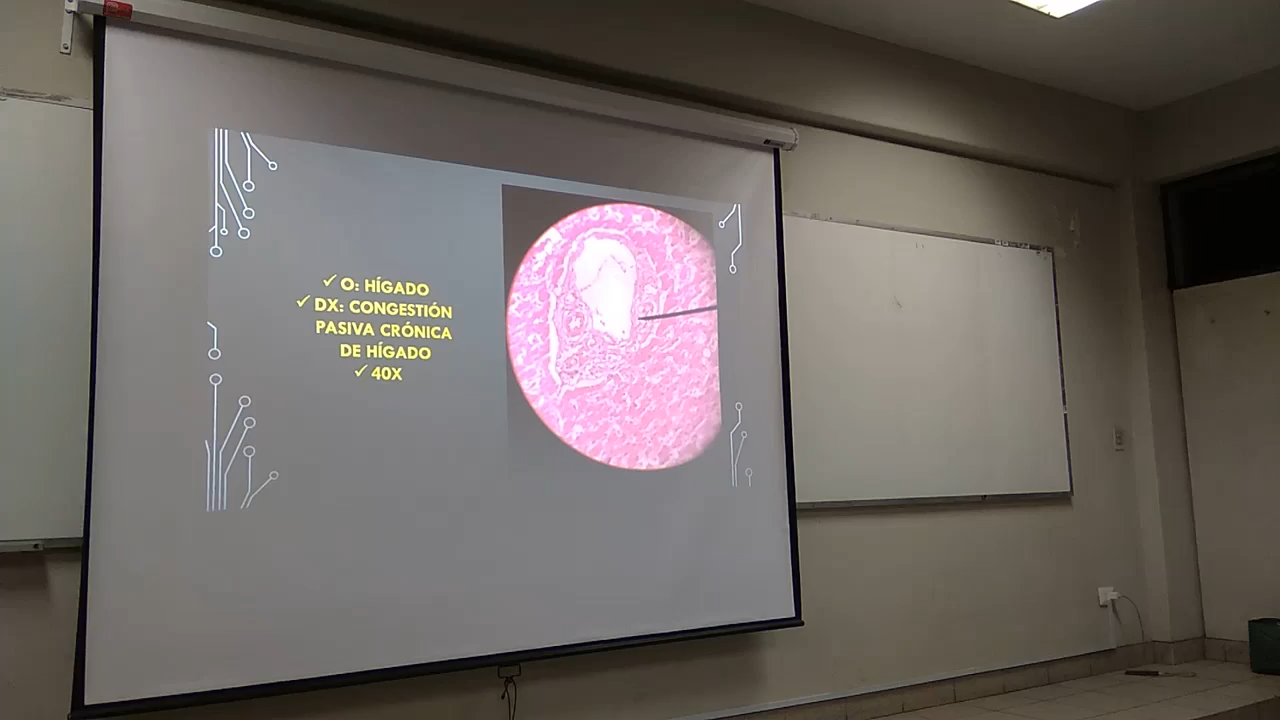 ✓ O: HÍGADO
✓ DX: CONGESTIÓN
PASIVA CRÓNICA
DE HÍGADO
✓ 40X